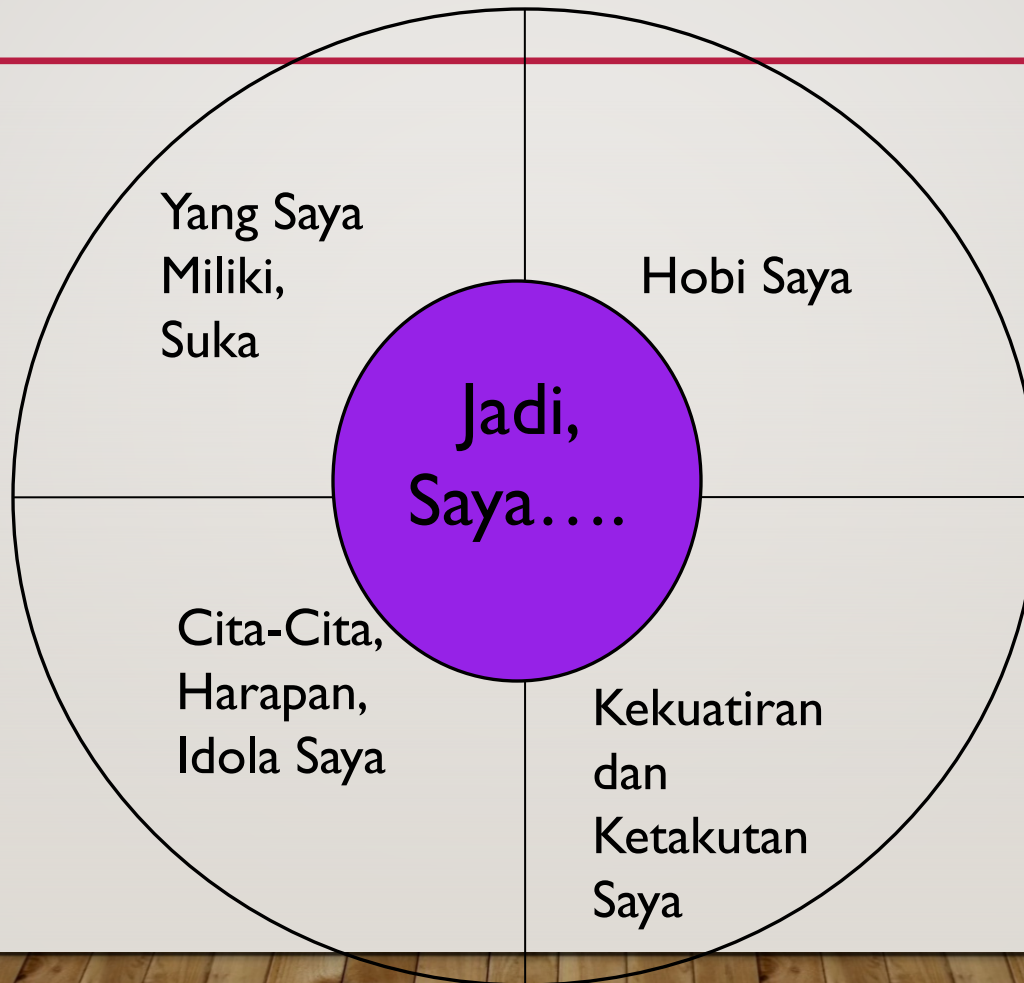 Yang Saya
Miliki,
Suka
Hobi Saya
Jadi,
Saya....
Cita-Cita,
Harapan,
Idola Saya
Kekuatiran
dan
Ketakutan
Saya